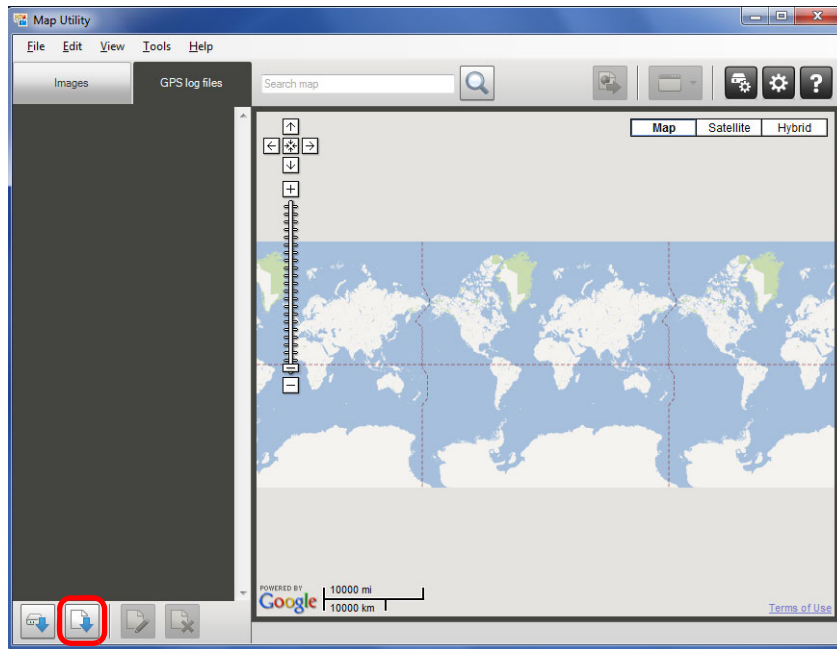 Map Utility
File Edit View Tools Help
Images GPS log files Search map ?
Map Satellite Hybrid
POWERED BY
Google
10000 mi
10000 km
Terms of Use